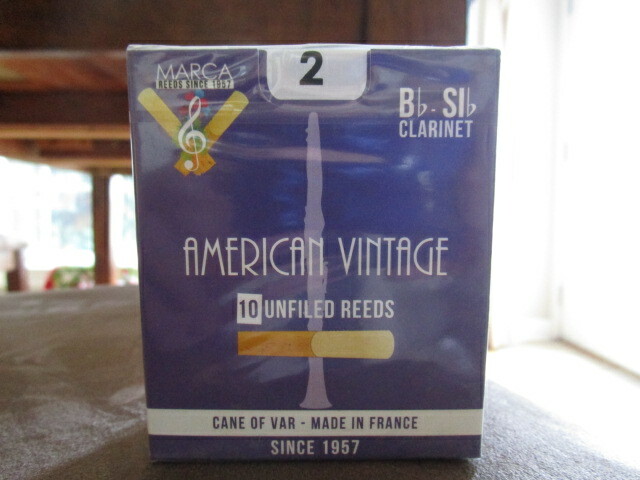 2
MARCA
REEDS SINCE 1957
B♭ - SI♭
CLARINET
AMERICAN VINTAGE
10 UNFILED REEDS
CANE OF VAR - MADE IN FRANCE
SINCE 1957